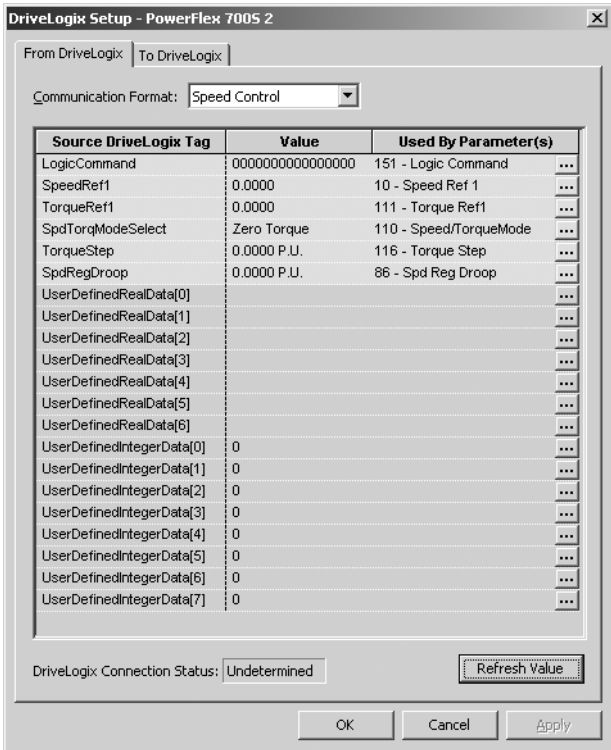 DriveLogix Setup - PowerFlex 700S 2
From DriveLogix To DriveLogix
Communication Format: Speed Control
Source DriveLogix Tag Value Used By Parameter(s)
LogicCommand 0000000000000000 151 - Logic Command ...
SpeedRef1 0.0000 10 - Speed Ref 1 ...
TorqueRef1 0.0000 111 - Torque Ref1 ...
SpdTorqModeSelect Zero Torque 110 - Speed/TorqueMode ...
TorqueStep 0.0000 P.U. 116 - Torque Step ...
SpdRegDroop 0.0000 P.U. 86 - Spd Reg Droop ...
UserDefinedRealData[0] ...
UserDefinedRealData[1] ...
UserDefinedRealData[2] ...
UserDefinedRealData[3] ...
UserDefinedRealData[4] ...
UserDefinedRealData[5] ...
UserDefinedRealData[6] ...
UserDefinedIntegerData[0] 0 ...
UserDefinedIntegerData[1] 0 ...
UserDefinedIntegerData[2] 0 ...
UserDefinedIntegerData[3] 0 ...
UserDefinedIntegerData[4] 0 ...
UserDefinedIntegerData[5] 0 ...
UserDefinedIntegerData[6] 0 ...
UserDefinedIntegerData[7] 0 ...
DriveLogix Connection Status: Undetermined Refresh Value
OK Cancel Apply